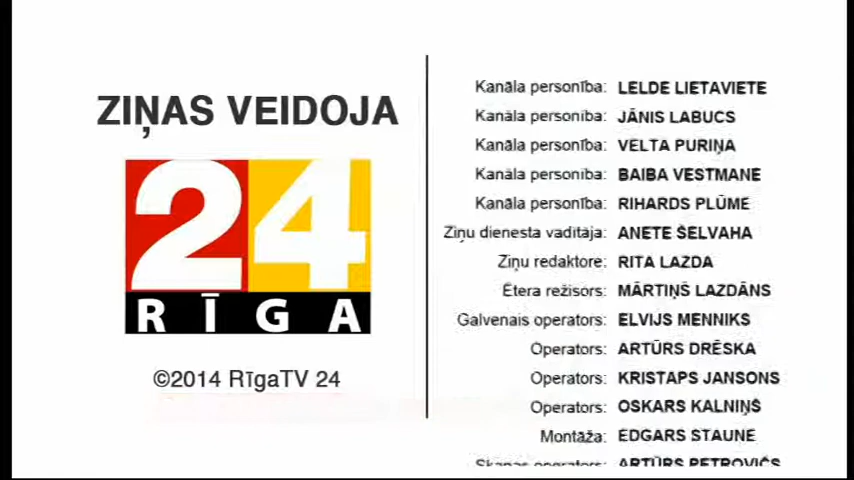 ZIŅAS VEIDOJA
24
RĪGA
©2014 RīgaTV 24
Kanāla personība: LELDE LIETAVIETE
Kanāla personība: JĀNIS LABUCS
Kanāla personība: VELTA PURIŅA
Kanāla personība: BAIBA VESTMANE
Kanāla personība: RIHARDS PLŪME
Ziņu dienesta vadītāja: ANETE ŠELVAHA
Ziņu redaktore: RITA LAZDA
Ētera režisors: MĀRTIŅŠ LAZDĀNS
Galvenais operators: ELVIJS MENNIKS
Operators: ARTŪRS DRĒSKA
Operators: KRISTAPS JANSONS
Operators: OSKARS KALNIŅŠ
Montāža: EDGARS STAUNE
Skaņas operators: ARTŪRS PETROVIČS